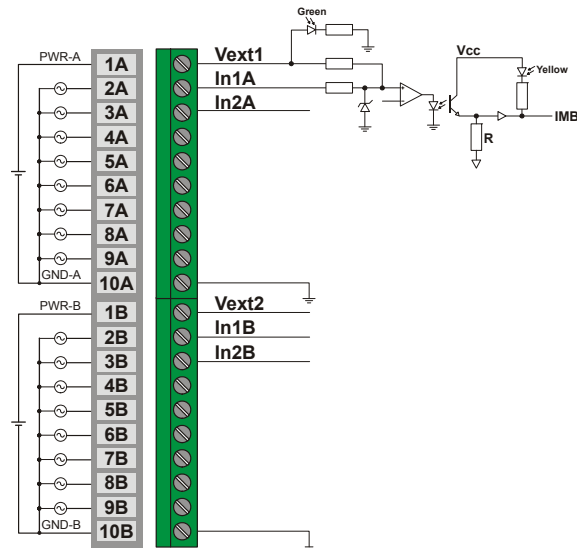 Green
PWR-A 1A Vext1 Vcc
2A In1A Yellow
3A In2A IMB
4A R
5A
6A
7A
8A
9A
GND-A 10A
PWR-B 1B Vext2
2B In1B
3B In2B
4B
5B
6B
7B
8B
9B
GND-B 10B